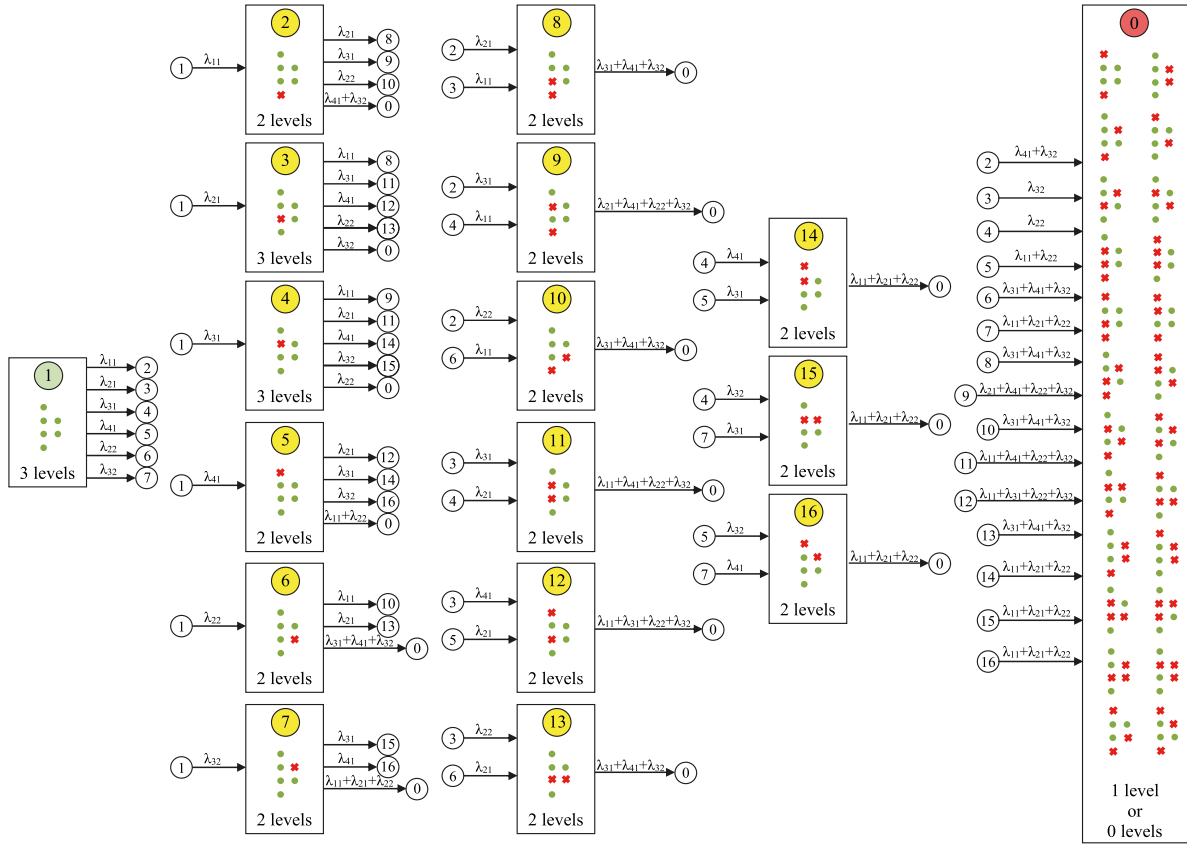 1
λ11
2
λ21
3
λ31
4
λ41
5
λ22
6
λ32
7
3 levels
1
λ11
2
2 levels
λ21
8
λ31
9
λ22
10
λ41+λ32
0
1
λ21
3
3 levels
λ11
8
λ31
11
λ41
12
λ22
13
λ32
0
1
λ31
4
3 levels
λ11
9
λ21
11
λ41
14
λ32
15
λ22
0
1
λ41
5
2 levels
λ21
12
λ31
14
λ32
16
λ11+λ22
0
1
λ22
6
2 levels
λ11
10
λ21
13
λ31+λ41+λ32
0
1
λ32
7
2 levels
λ31
15
λ41
16
λ11+λ21+λ22
0
2
λ21
3
λ11
8
2 levels
λ31+λ41+λ32
0
2
λ31
4
λ11
9
2 levels
λ21+λ41+λ22+λ32
0
2
λ22
6
λ11
10
2 levels
λ31+λ41+λ32
0
3
λ31
4
λ21
11
2 levels
λ11+λ41+λ22+λ32
0
3
λ41
5
λ21
12
2 levels
λ11+λ31+λ22+λ32
0
3
λ22
6
λ21
13
2 levels
λ31+λ41+λ32
0
4
λ41
5
λ31
14
2 levels
λ11+λ21+λ22
0
4
λ32
7
λ31
15
2 levels
λ11+λ21+λ22
0
5
λ32
7
λ41
16
2 levels
λ11+λ21+λ22
0
2
λ41+λ32
3
λ32
4
λ22
5
λ11+λ22
6
λ31+λ41+λ32
7
λ11+λ21+λ22
8
λ31+λ41+λ32
9
λ21+λ41+λ22+λ32
10
λ31+λ41+λ32
11
λ11+λ41+λ22+λ32
12
λ11+λ31+λ22+λ32
13
λ31+λ41+λ32
14
λ11+λ21+λ22
15
λ11+λ21+λ22
16
λ11+λ21+λ22
0
1 level
or
0 levels